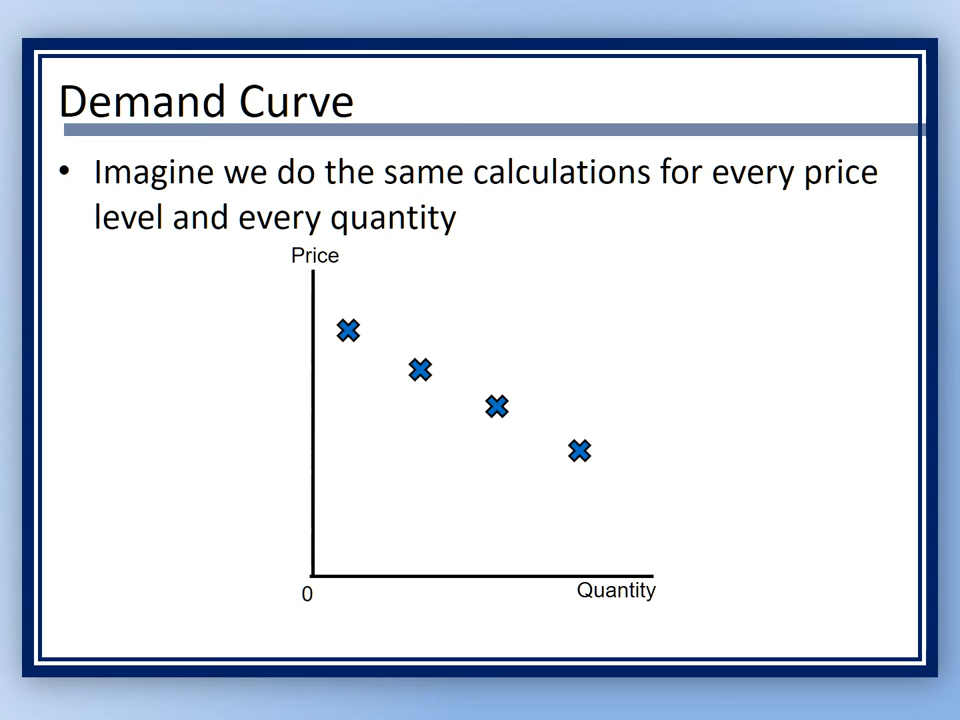 Demand Curve
• Imagine we do the same calculations for every price
level and every quantity
Price
0
Quantity